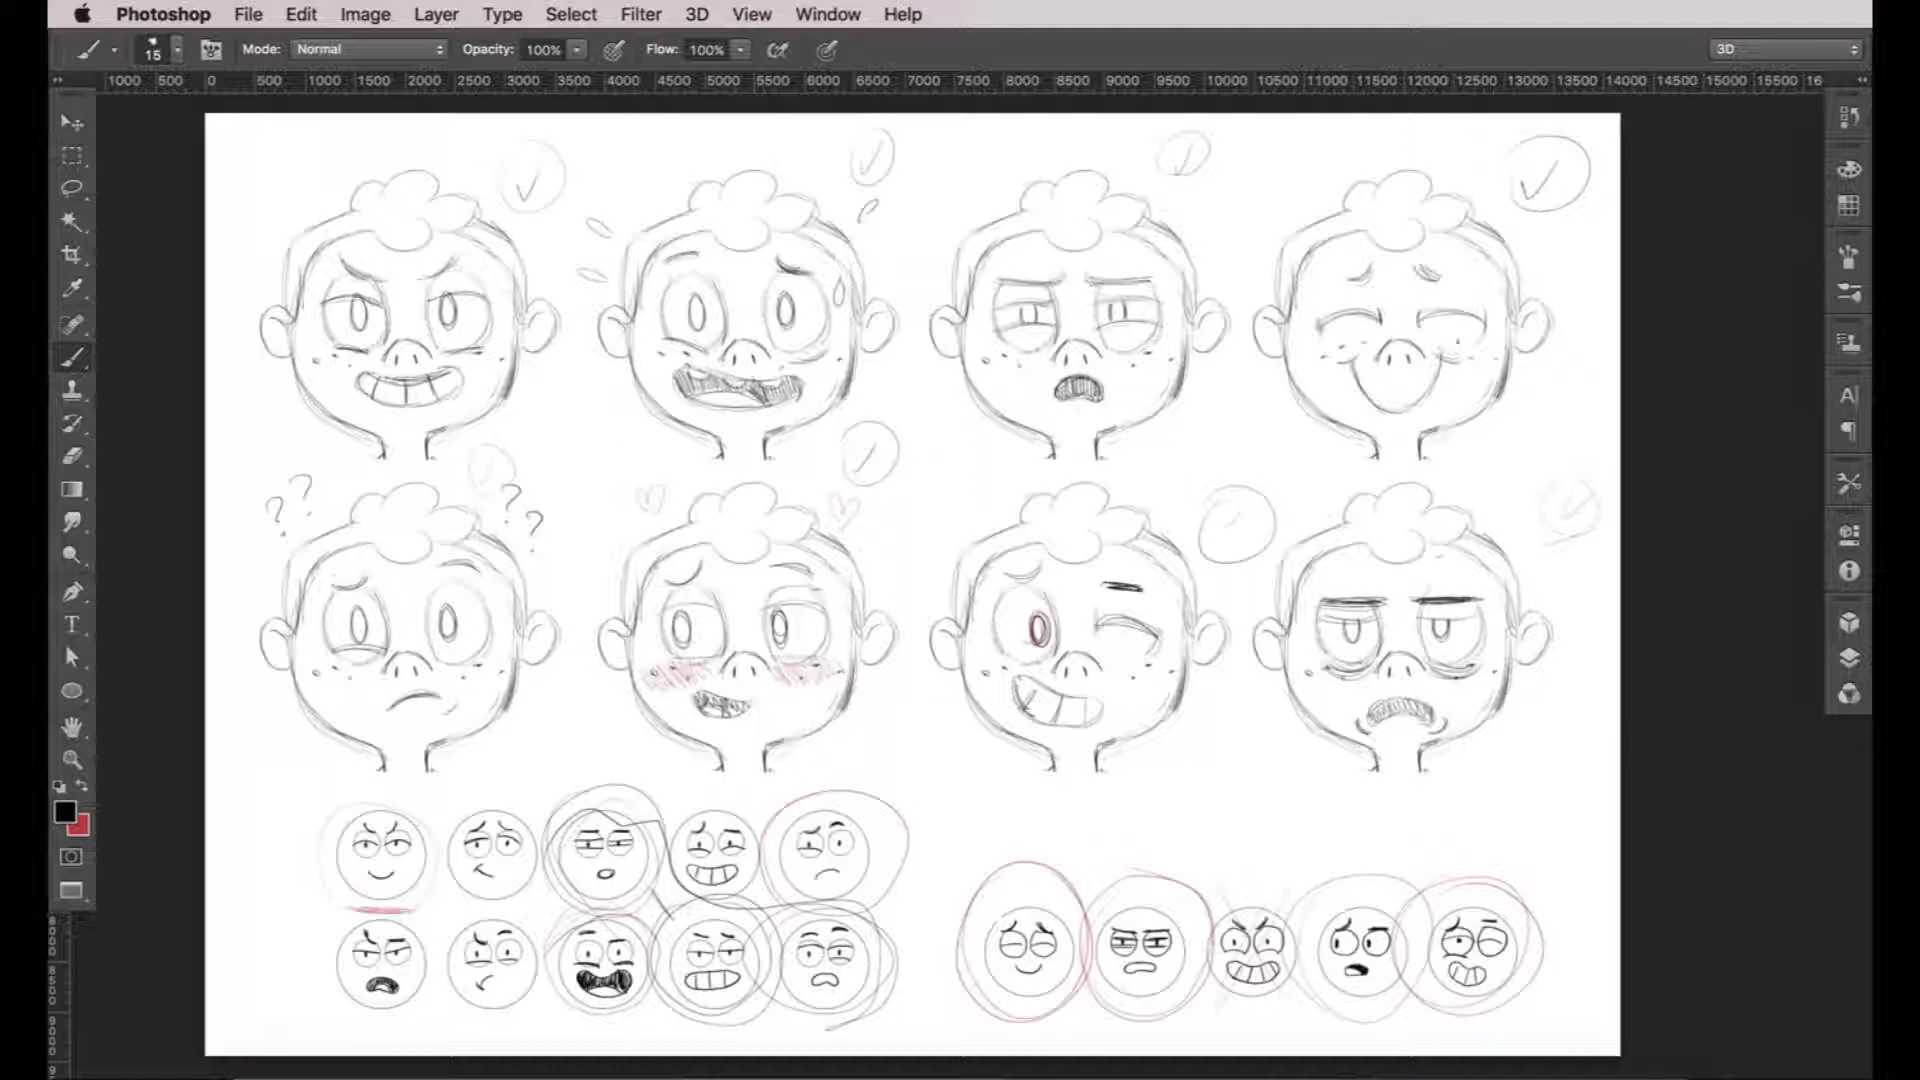 Photoshop File Edit Image Layer Type Select Filter 3D View Window Help
15 Mode: Normal Opacity: 100% Flow: 100% 3D
1000 500 0 500 1000 1500 2000 2500 3000 3500 4000 4500 5000 5500 6000 6500 7000 7500 8000 8500 9000 9500 10000 10500 11000 11500 12000 12500 13000 13500 14000 14500 15000 15500 16
? ? ? ?